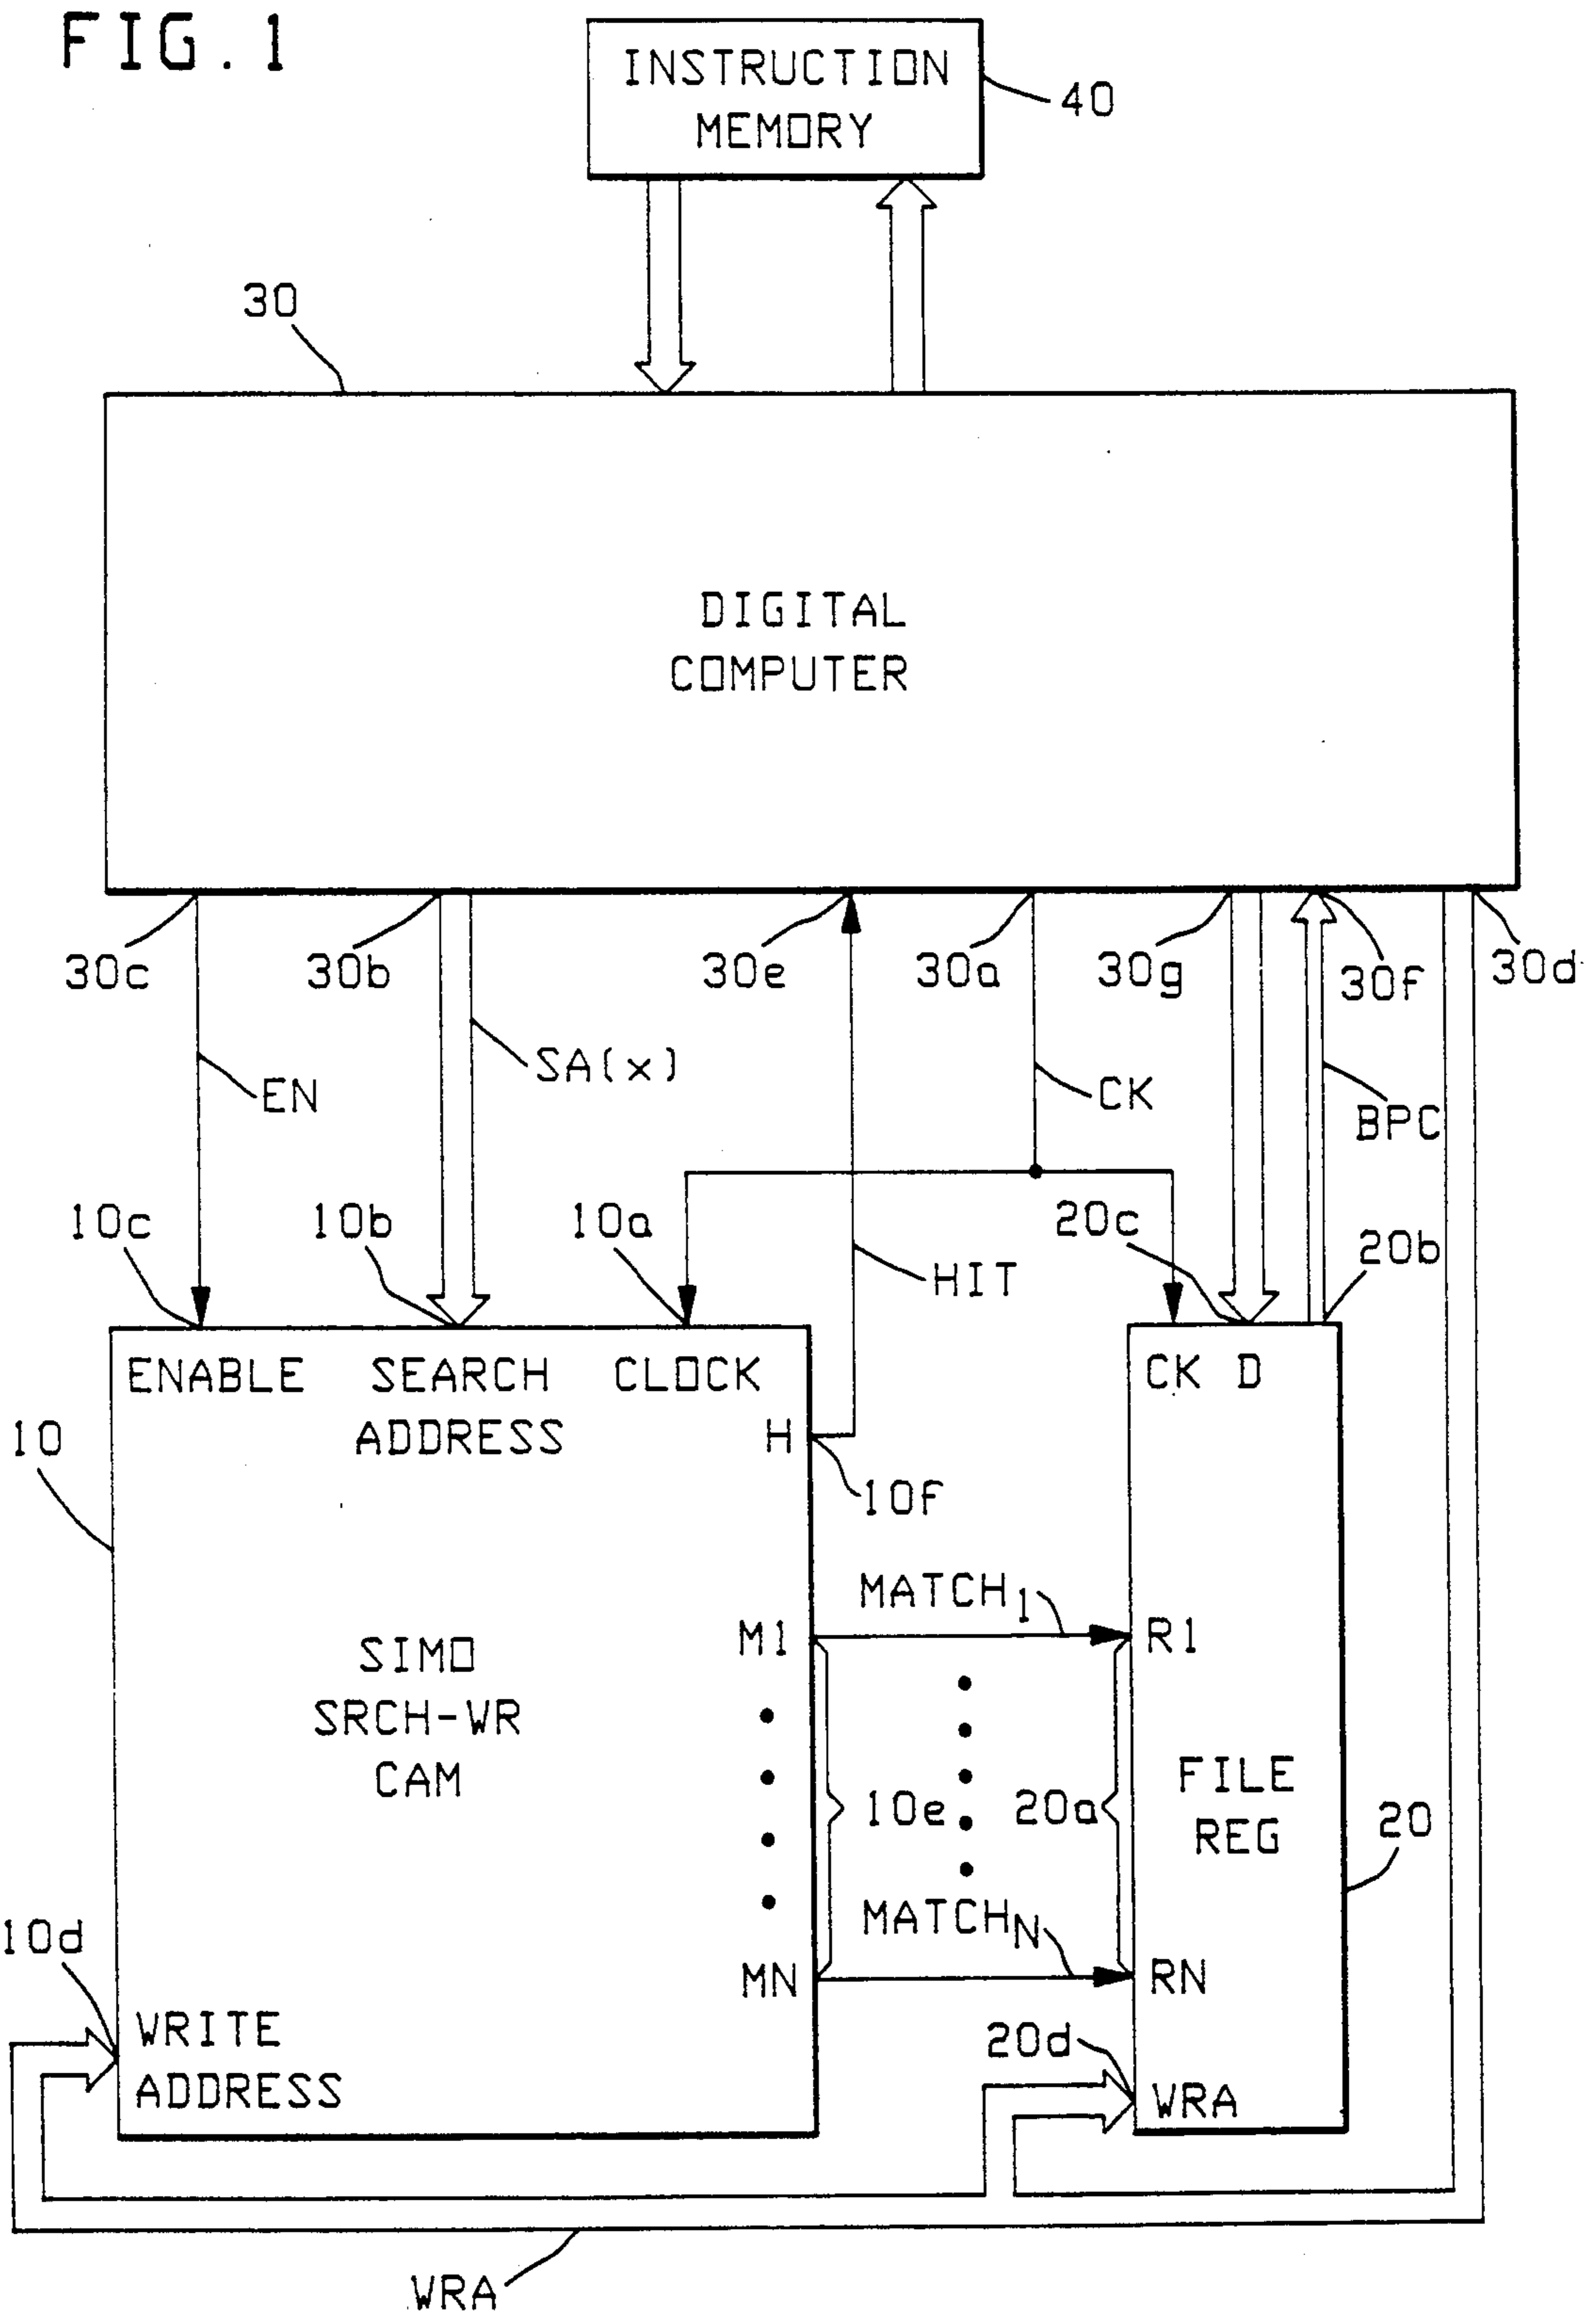 FIG. 1
INSTRUCTION
MEMORY
40
30
DIGITAL
COMPUTER
30c
30b
30e
30a
30g
30f
30d
EN
SA(x)
CK
BPC
10c
10b
10a
20c
20b
HIT
ENABLE
SEARCH
ADDRESS
CLOCK
H
CK D
10
10f
MATCH1
M1
R1
SIMO
SRCH-WR
CAM
10e
20a
FILE
REG
20
MATCHN
10d
MN
RN
WRITE
ADDRESS
20d
WRA
WRA